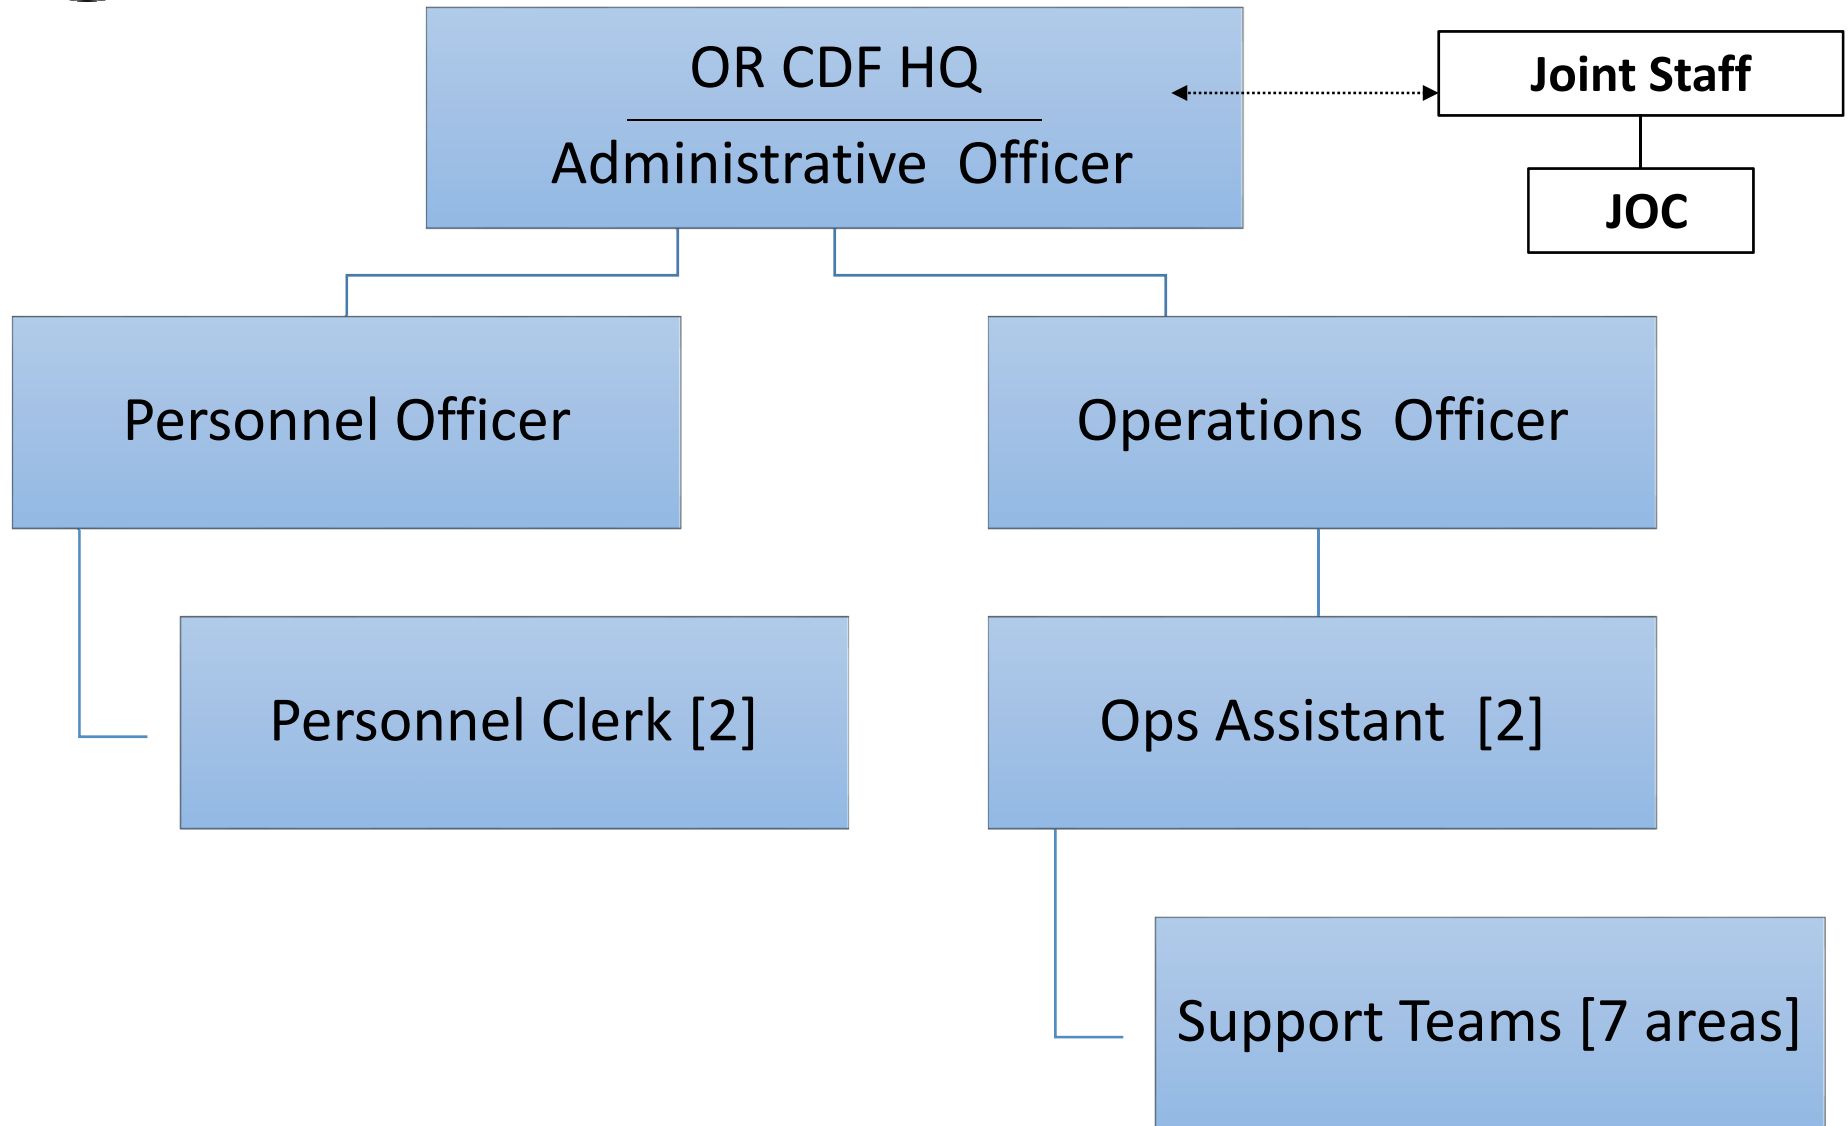 OR CDF HQ
Administrative Officer
Joint Staff
JOC
Personnel Officer
Operations Officer
Personnel Clerk [2]
Ops Assistant [2]
Support Teams [7 areas]